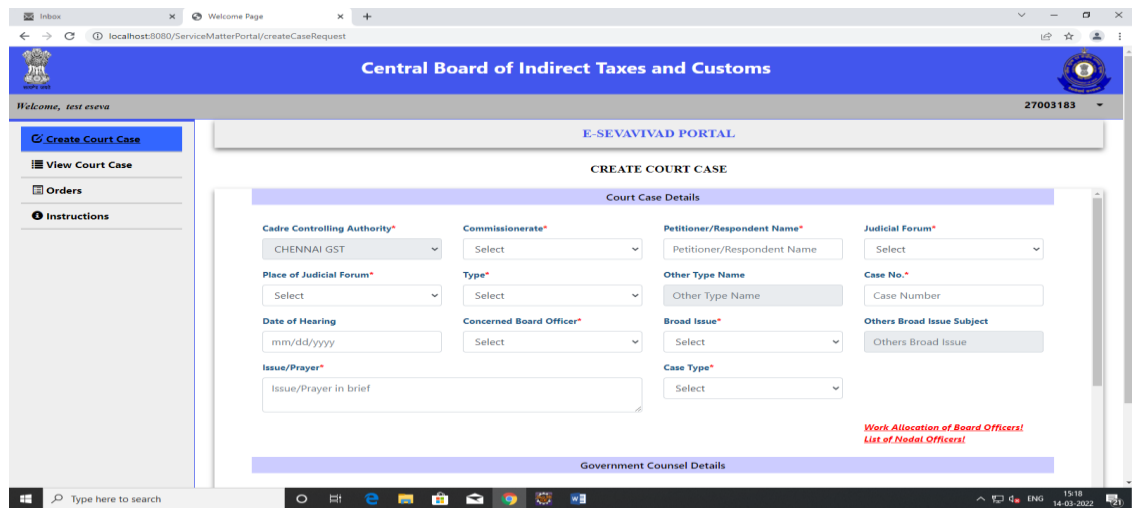 Inbox
Welcome Page
localhost:8080/ServiceMatterPortal/createCaseRequest
Central Board of Indirect Taxes and Customs
Welcome, test eseva
27003183
Create Court Case
View Court Case
Orders
Instructions
E-SEVAVIVAD PORTAL
CREATE COURT CASE
Court Case Details
Cadre Controlling Authority* Commissionerate* Petitioner/Respondent Name* Judicial Forum*
CHENNAI GST Select Petitioner/Respondent Name Select
Place of Judicial Forum* Type* Other Type Name Case No.*
Select Select Other Type Name Case Number
Date of Hearing Concerned Board Officer* Broad Issue* Others Broad Issue Subject
mm/dd/yyyy Select Select Others Broad Issue
Issue/Prayer* Case Type*
Issue/Prayer in brief Select
Work Allocation of Board Officers!
List of Nodal Officers!
Government Counsel Details
Type here to search
ENG
15:18
14-03-2022